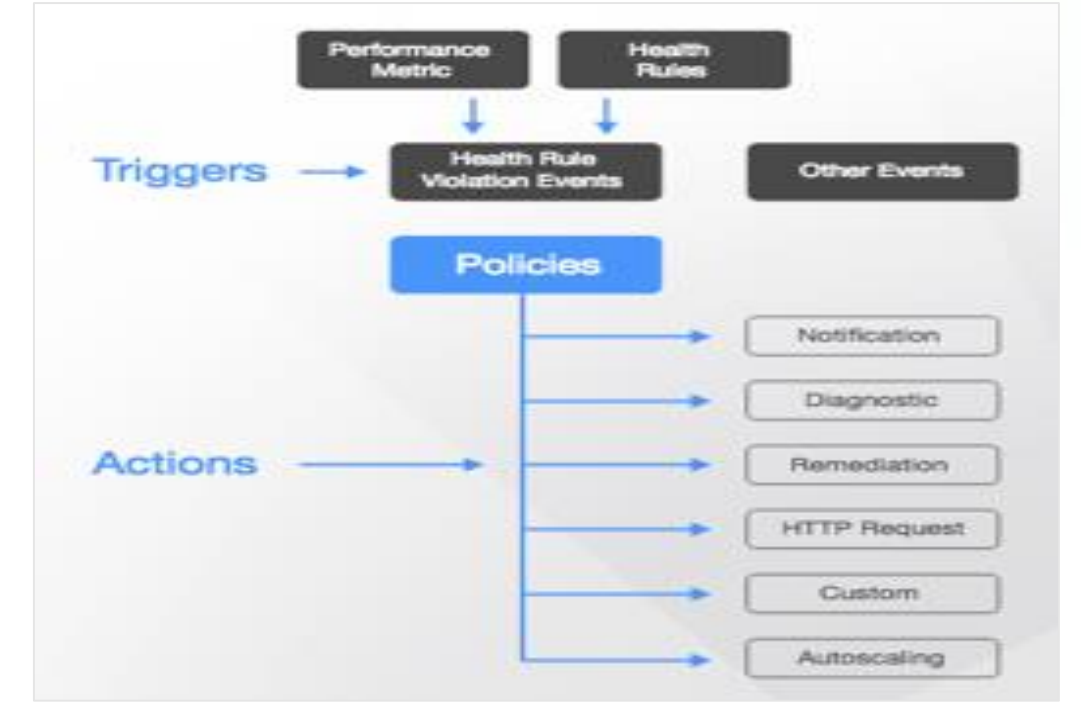 Performance
Metric
Health
Rules
Triggers
Health Rule
Violation Events
Other Events
Policies
Notification
Diagnostic
Actions
Remediation
HTTP Request
Custom
Autoscaling